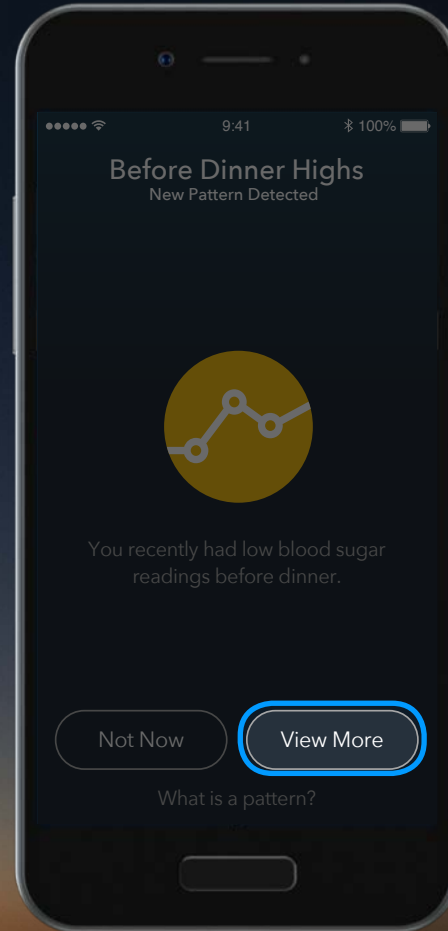 9:41
100%
Before Dinner Highs
New Pattern Detected
You recently had low blood sugar
readings before dinner.
Not Now
View More
What is a pattern?